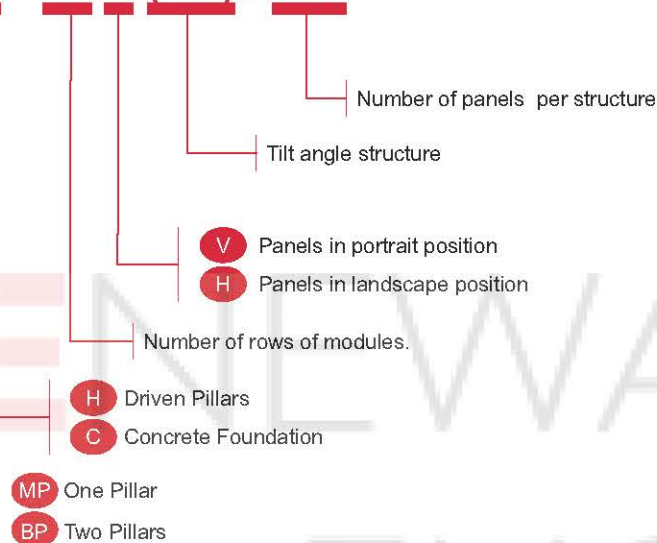 Number of panels per structure
Tilt angle structure
V Panels in portrait position
H Panels in landscape position
Number of rows of modules.
H Driven Pillars
C Concrete Foundation
MP One Pillar
BP Two Pillars